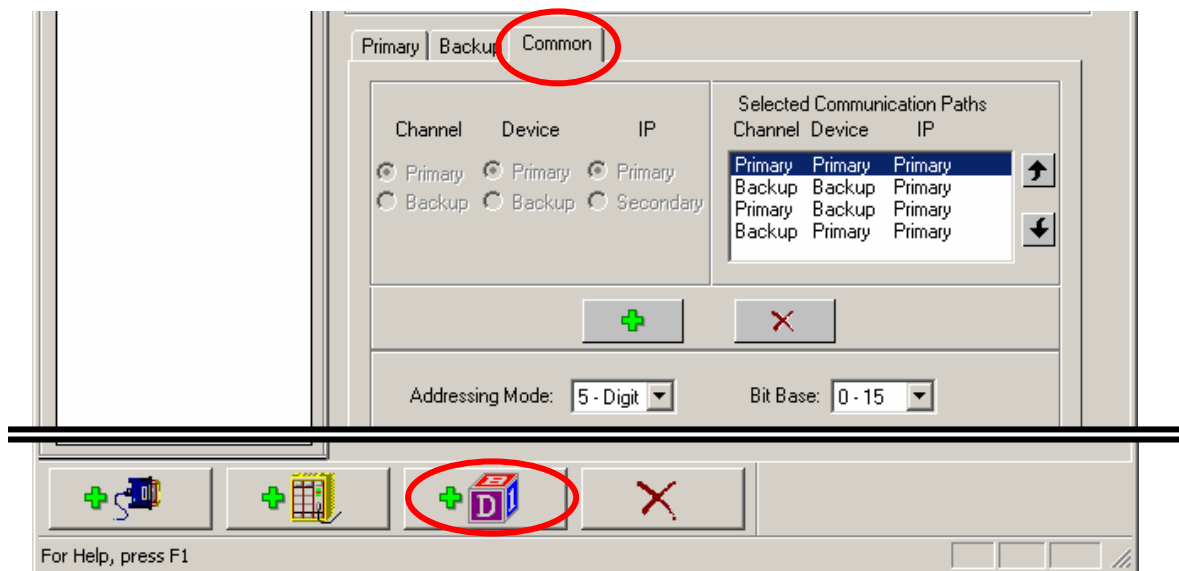 Primary Backup Common
Channel Device IP
Primary Primary Primary
Backup Backup Secondary
Selected Communication Paths
Channel Device IP
Primary Primary Primary
Backup Backup Primary
Primary Backup Primary
Backup Primary Primary
Addressing Mode: 5 - Digit Bit Base: 0 - 15
D 1
For Help, press F1